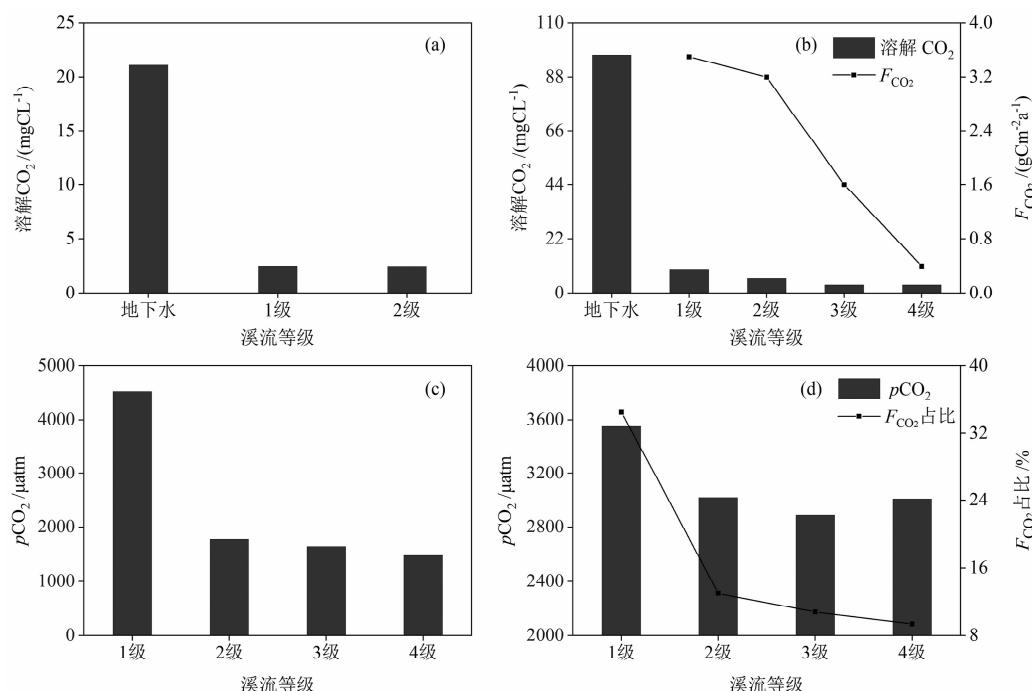 25
20
15
10
5
0
溶解CO₂/(mgCL⁻¹)
(a)
地下水 1级 2级
溪流等级
110
88
66
44
22
0
溶解CO₂/(mgCL⁻¹)
(b)
溶解 CO₂
F_CO₂
4.0
3.2
2.4
1.6
0.8
0.0
F_CO₂/(gCm⁻²a⁻¹)
地下水 1级 2级 3级 4级
溪流等级
5000
4000
3000
2000
1000
0
pCO₂/μatm
(c)
1级 2级 3级 4级
溪流等级
4000
3600
3200
2800
2400
2000
pCO₂/μatm
(d)
pCO₂
F_CO₂占比
40
32
24
16
8
F_CO₂占比/%
1级 2级 3级 4级
溪流等级